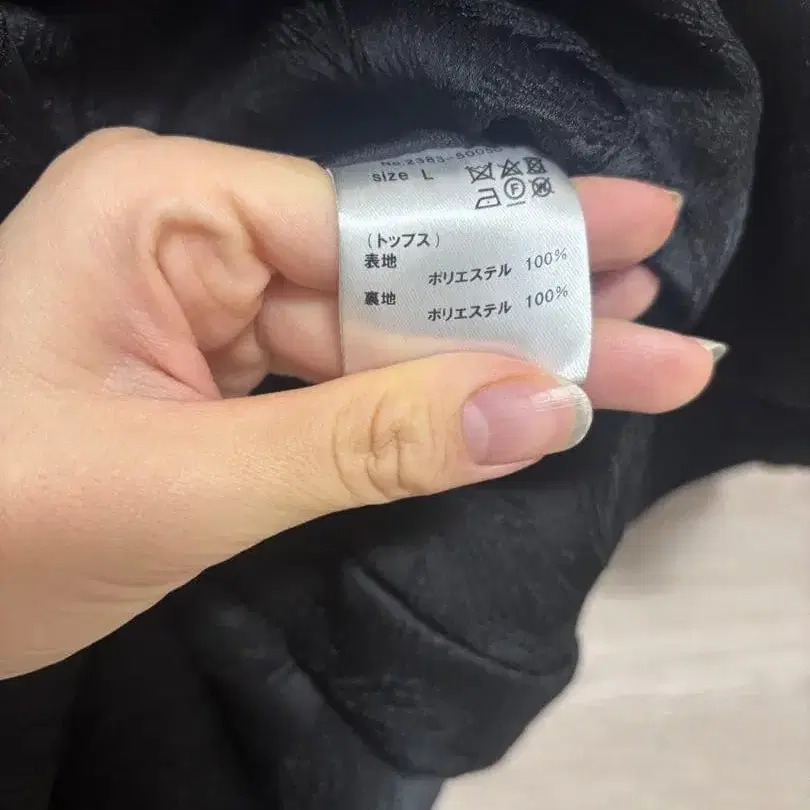 size L
(トップス)
表地
ポリエステル 100%
裏地
ポリエステル 100%